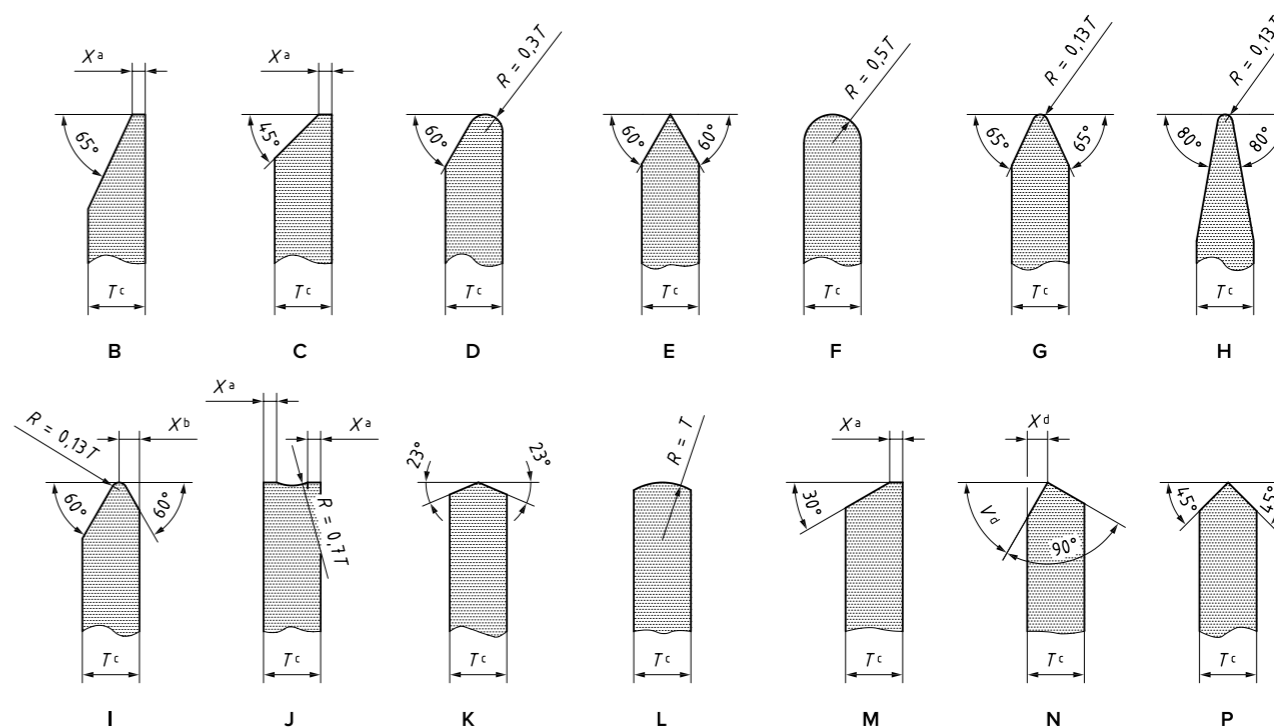 Xᵃ Xᵃ R = 0,3T R = 0,5T R = 0,13T R = 0,13T
65° 45° 60° 60° 60° 65° 65° 80° 80°
Tᶜ Tᶜ Tᶜ Tᶜ Tᶜ Tᶜ Tᶜ
B C D E F G H
Xᵃ
R = 0,13T Xᵇ Xᵃ R = T Xᵃ Xᵈ
60° 60° R = 0,7T 23° 23° 30° Vᵈ 90° 45° 45°
Tᶜ Tᶜ Tᶜ Tᶜ Tᶜ Tᶜ Tᶜ
I J K L M N P